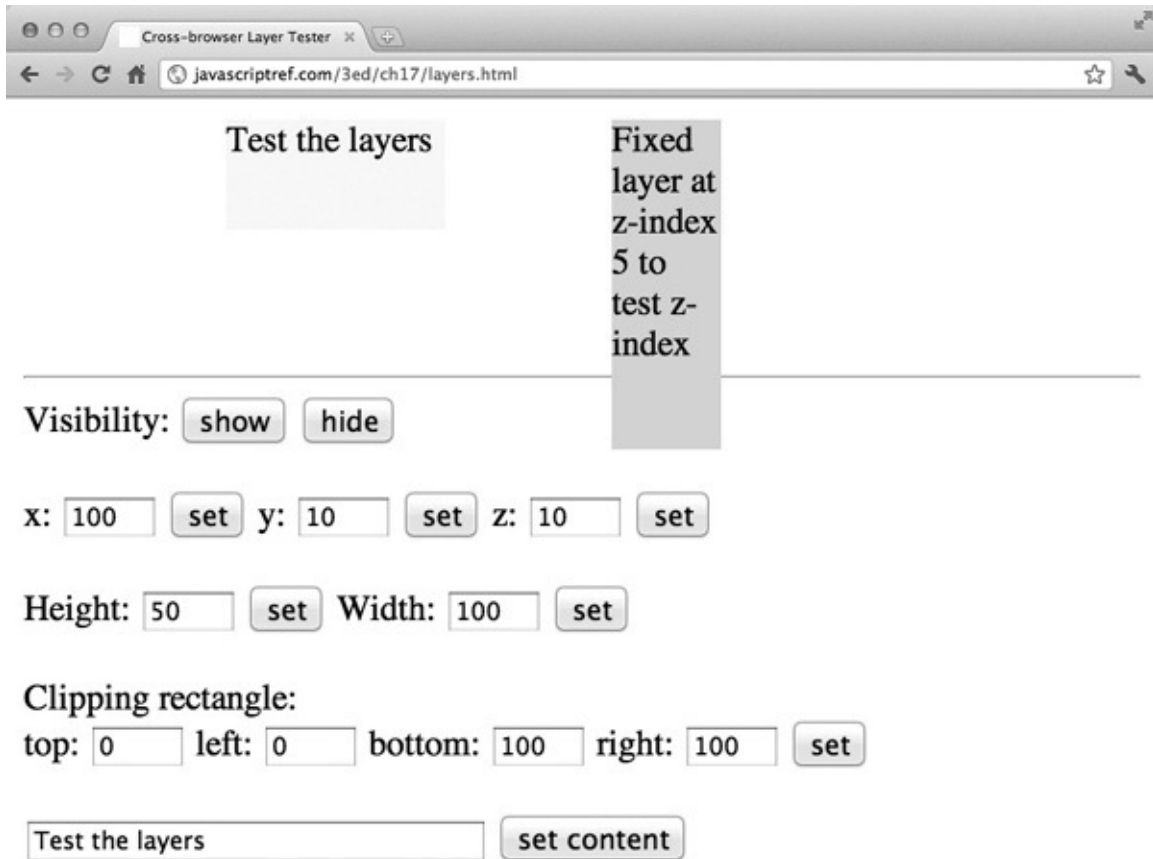 Cross-browser Layer Tester
javascriptref.com/3ed/ch17/layers.html
Test the layers
Fixed
layer at
z-index
5 to
test z-
index
Visibility: show hide
x: 100 set y: 10 set z: 10 set
Height: 50 set Width: 100 set
Clipping rectangle:
top: 0 left: 0 bottom: 100 right: 100 set
Test the layers set content